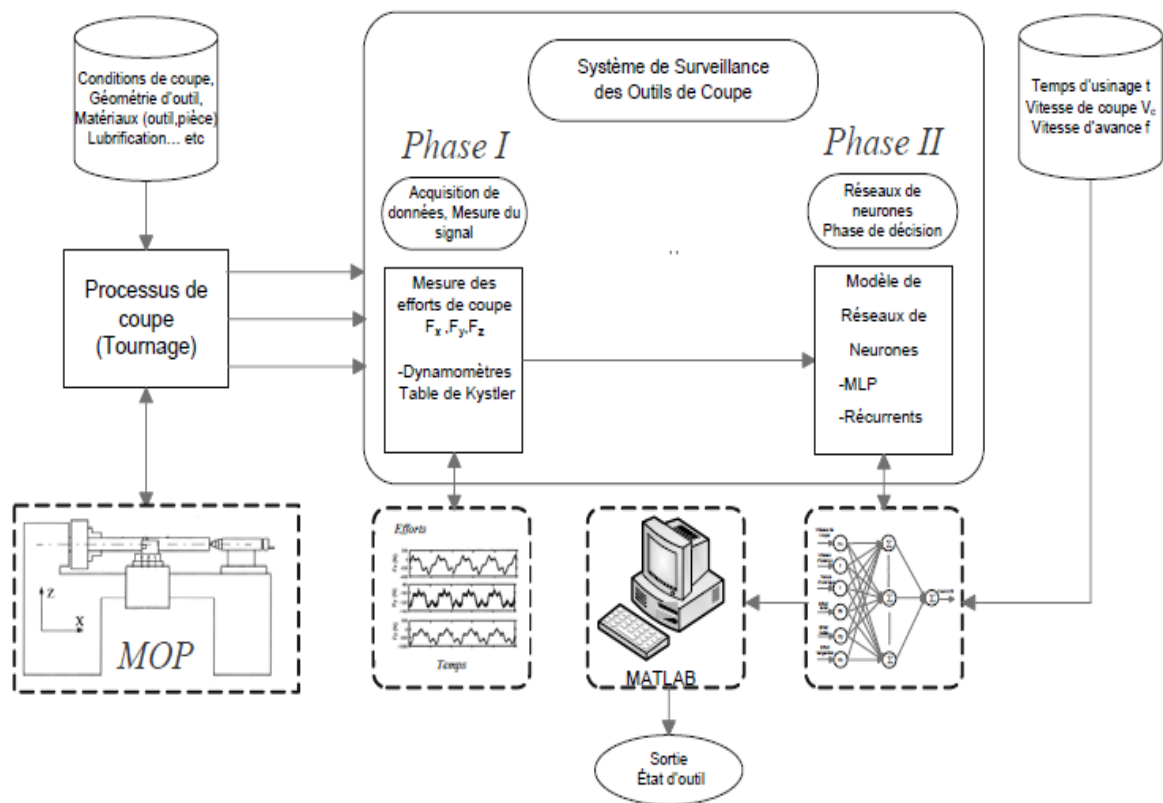 Conditions de coupe,
Géométrie d'outil,
Matériaux (outil,pièce)
Lubrification… etc
Système de Surveillance
des Outils de Coupe
Temps d'usinage t
Vitesse de coupe Vc
Vitesse d'avance f
Phase I
Phase II
Acquisition de
données, Mesure du
signal
Réseaux de
neurones
Phase de décision
Processus de
coupe
(Tournage)
Mesure des
efforts de coupe
Fx ,Fy,Fz
-Dynamomètres
Table de Kystler
Modèle de
Réseaux de
Neurones
-MLP
-Récurrents
Z
X
MOP
Efforts
Temps
MATLAB
Sortie
État d'outil